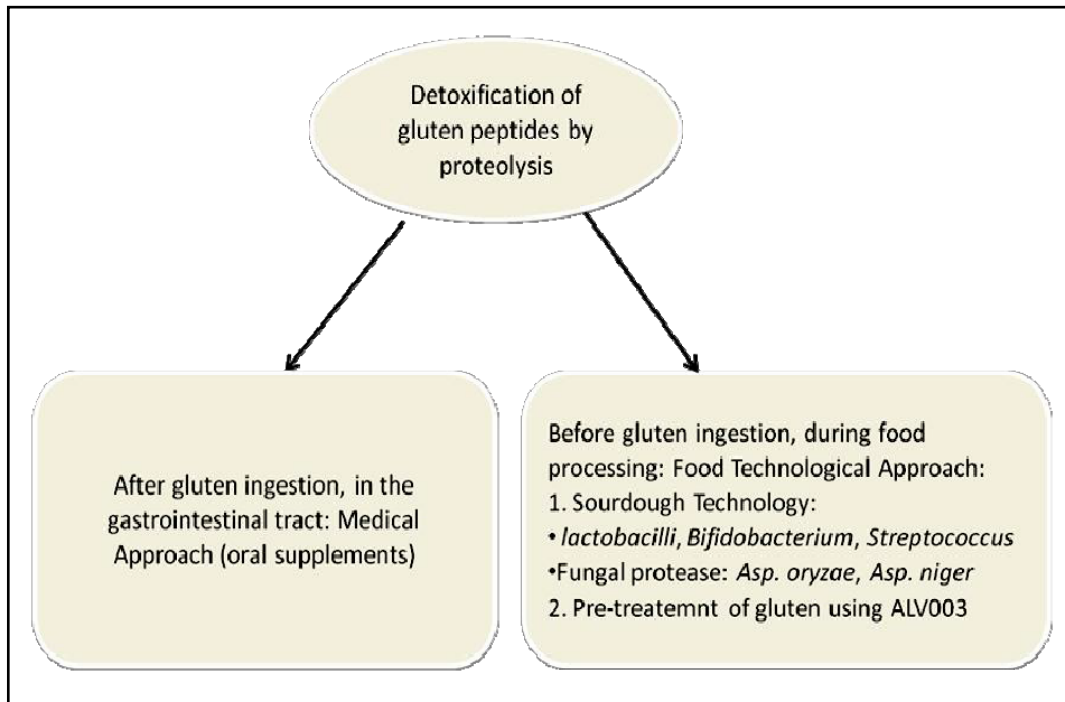 Detoxification of
gluten peptides by
proteolysis
After gluten ingestion, in the
gastrointestinal tract: Medical
Approach (oral supplements)
Before gluten ingestion, during food
processing: Food Technological Approach:
1. Sourdough Technology:
• lactobacilli, Bifidobacterium, Streptococcus
•Fungal protease: Asp. oryzae, Asp. niger
2. Pre-treatemnt of gluten using ALV003